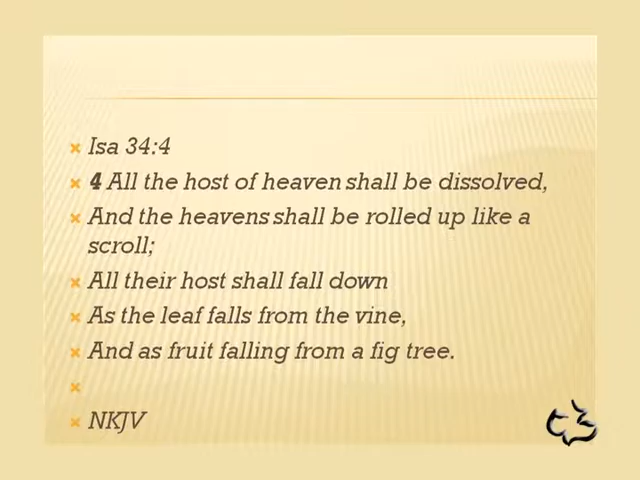 Isa 34:4
4 All the host of heaven shall be dissolved,
And the heavens shall be rolled up like a
scroll;
All their host shall fall down
As the leaf falls from the vine,
And as fruit falling from a fig tree.
NKJV